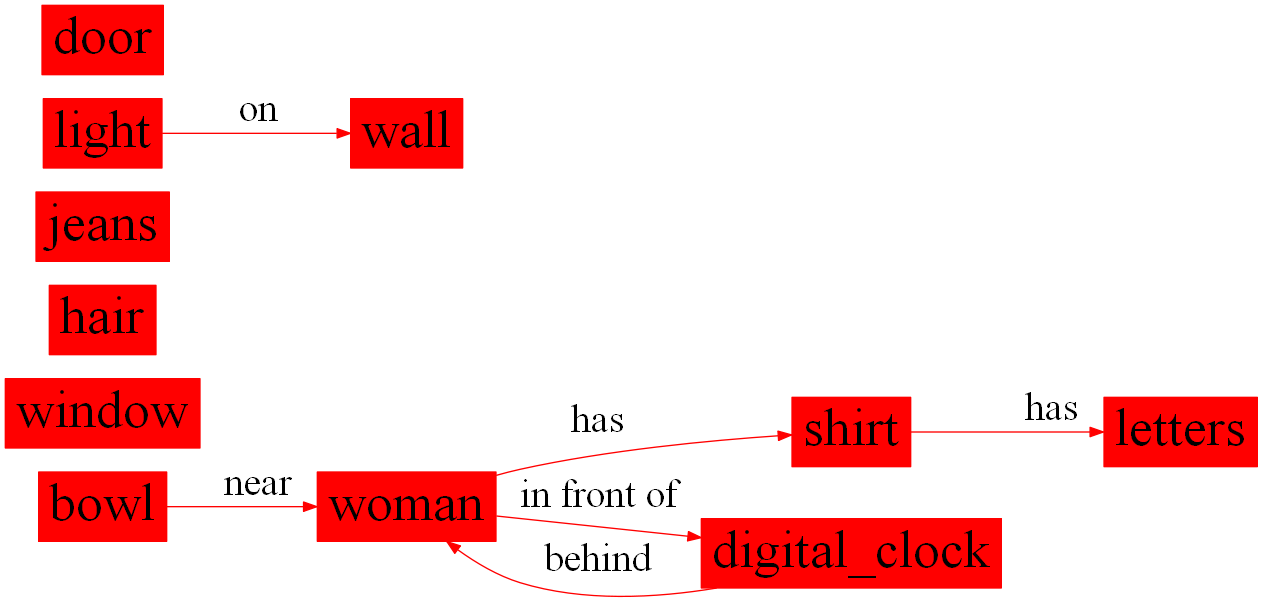 door
light on wall
jeans
hair
window
bowl near woman has shirt has letters
in front of digital_clock
behind